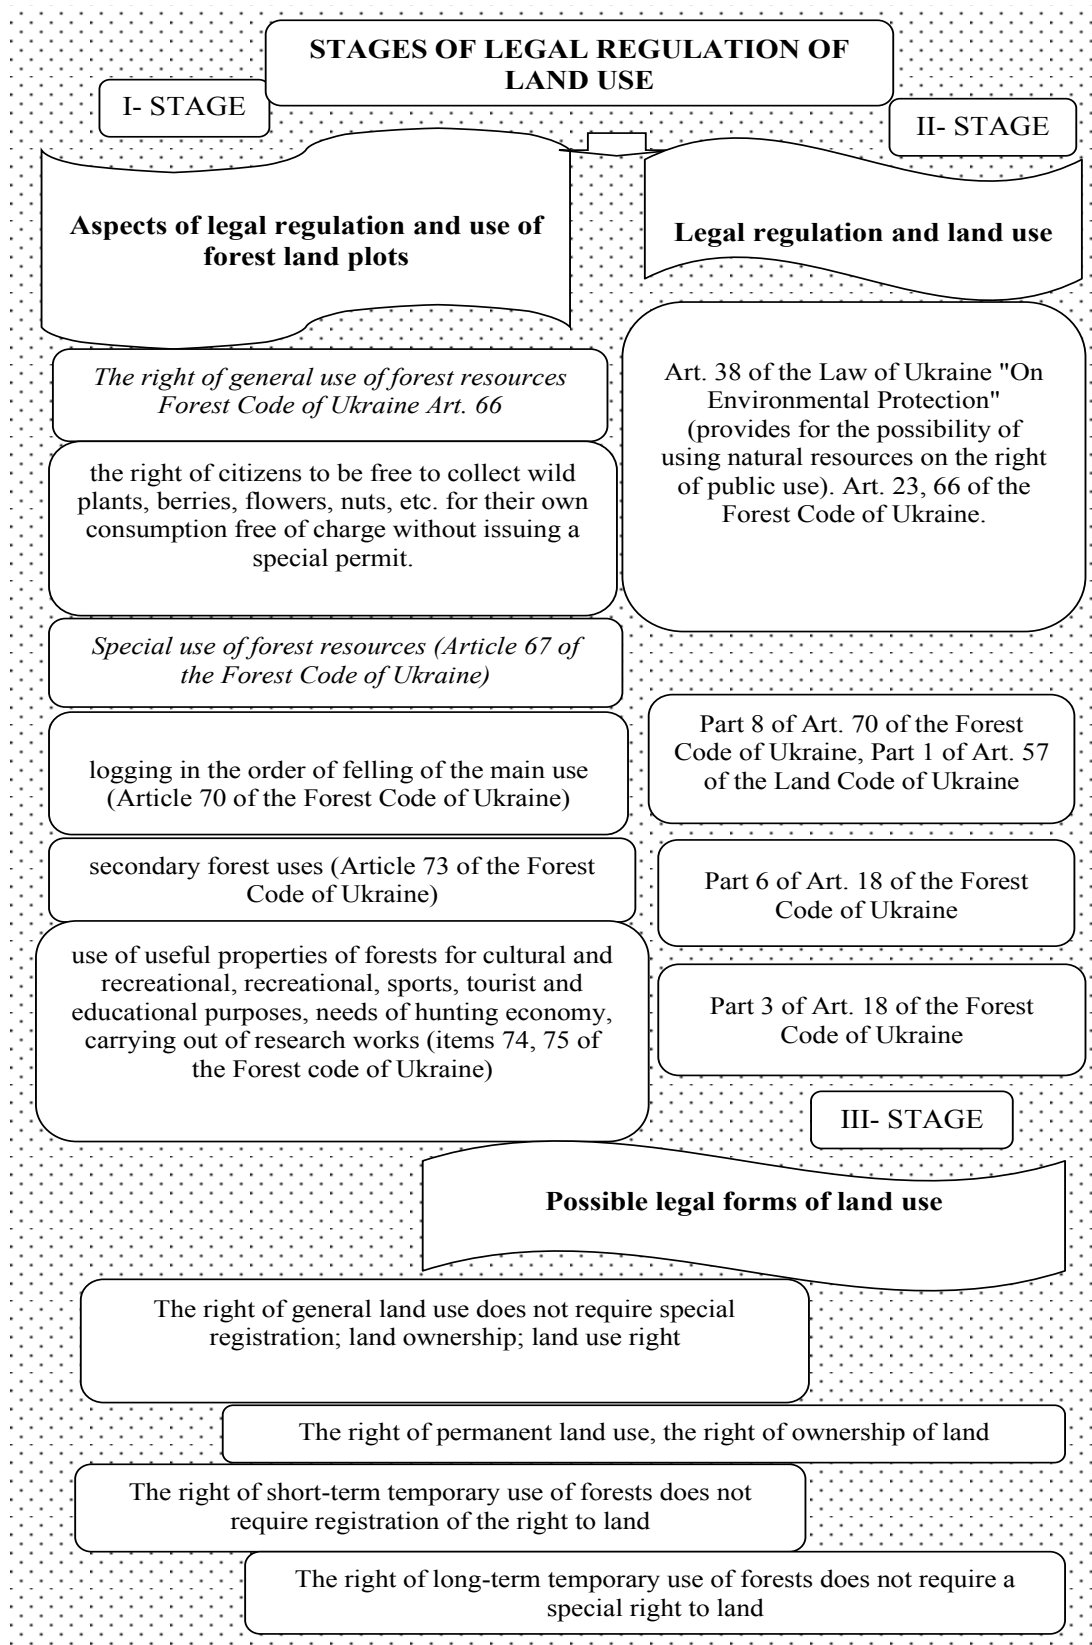 STAGES OF LEGAL REGULATION OF
LAND USE
I- STAGE
II- STAGE
Aspects of legal regulation and use of
forest land plots
Legal regulation and land use
The right of general use of forest resources
Forest Code of Ukraine Art. 66
the right of citizens to be free to collect wild
plants, berries, flowers, nuts, etc. for their own
consumption free of charge without issuing a
special permit.
Art. 38 of the Law of Ukraine "On
Environmental Protection"
(provides for the possibility of
using natural resources on the right
of public use). Art. 23, 66 of the
Forest Code of Ukraine.
Special use of forest resources (Article 67 of
the Forest Code of Ukraine)
logging in the order of felling of the main use
(Article 70 of the Forest Code of Ukraine)
Part 8 of Art. 70 of the Forest
Code of Ukraine, Part 1 of Art. 57
of the Land Code of Ukraine
secondary forest uses (Article 73 of the Forest
Code of Ukraine)
Part 6 of Art. 18 of the Forest
Code of Ukraine
use of useful properties of forests for cultural and
recreational, recreational, sports, tourist and
educational purposes, needs of hunting economy,
carrying out of research works (items 74, 75 of
the Forest code of Ukraine)
Part 3 of Art. 18 of the Forest
Code of Ukraine
III- STAGE
Possible legal forms of land use
The right of general land use does not require special
registration; land ownership; land use right
The right of permanent land use, the right of ownership of land
The right of short-term temporary use of forests does not
require registration of the right to land
The right of long-term temporary use of forests does not require a
special right to land